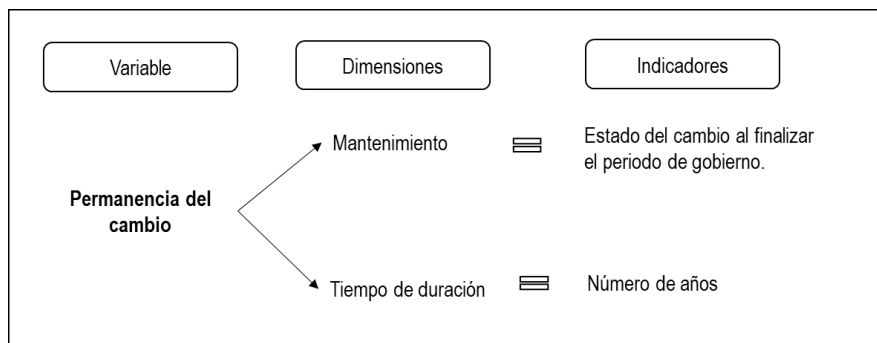 Variable
Dimensiones
Indicadores
Mantenimiento
Estado del cambio al finalizar
el periodo de gobierno.
Permanencia del
cambio
Tiempo de duración
Número de años